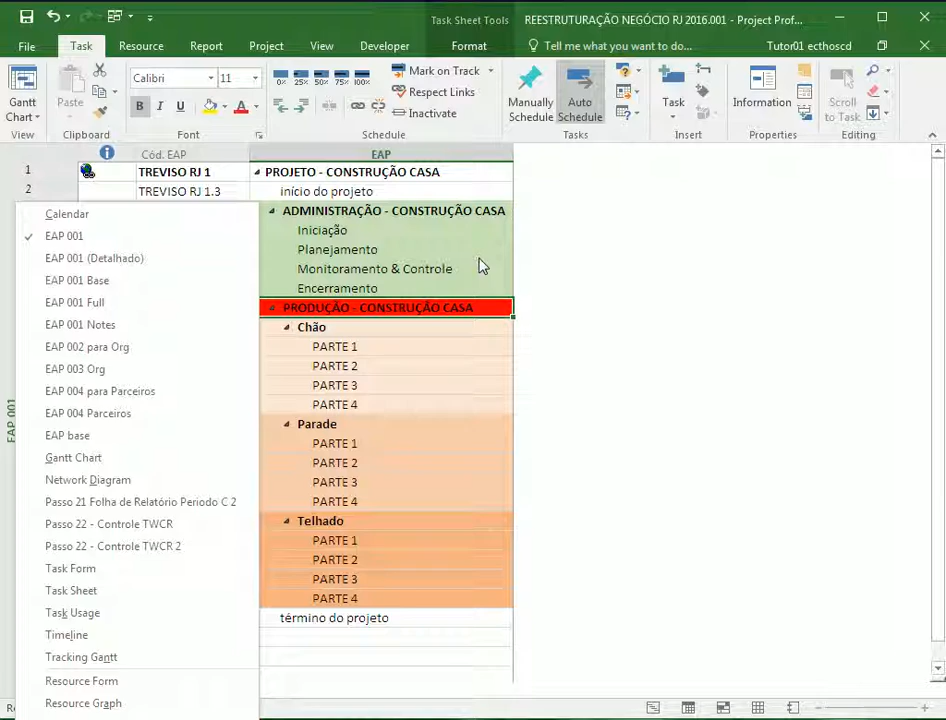 Task Sheet Tools
REESTRUTURAÇÃO NEGÓCIO RJ 2016.001 - Project Prof...
File Task Resource Report Project View Developer Format Tell me what you want to do... Tutor01 ecthoscd
Gantt Chart
View
Paste
Clipboard
Calibri 11
B I U A
Font
0% 25% 50% 75% 100%
Mark on Track
Respect Links
Inactivate
Schedule
Manually Schedule
Auto Schedule
Tasks
Task
Insert
Information
Properties
Scroll to Task
Editing
Cód. EAP EAP
1 TREVISO RJ 1 PROJETO - CONSTRUÇÃO CASA
2 TREVISO RJ 1.3 início do projeto
ADMINISTRAÇÃO - CONSTRUÇÃO CASA
Iniciação
Planejamento
Monitoramento & Controle
Encerramento
PRODUÇÃO - CONSTRUÇÃO CASA
Chão
PARTE 1
PARTE 2
PARTE 3
PARTE 4
Parade
PARTE 1
PARTE 2
PARTE 3
PARTE 4
Telhado
PARTE 1
PARTE 2
PARTE 3
PARTE 4
término do projeto
EAP 001
Calendar
EAP 001
EAP 001 (Detalhado)
EAP 001 Base
EAP 001 Full
EAP 001 Notes
EAP 002 para Org
EAP 003 Org
EAP 004 para Parceiros
EAP 004 Parceiros
EAP base
Gantt Chart
Network Diagram
Passo 21 Folha de Relatório Periodo C 2
Passo 22 - Controle TWCR
Passo 22 - Controle TWCR 2
Task Form
Task Sheet
Task Usage
Timeline
Tracking Gantt
Resource Form
Resource Graph